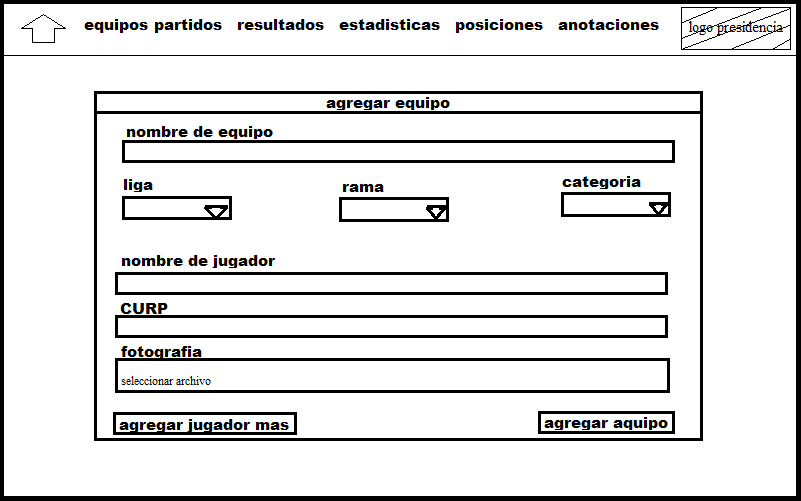 equipos partidos resultados estadisticas posiciones anotaciones logo presidencia
agregar equipo
nombre de equipo
liga rama categoria
nombre de jugador
CURP
fotografia
seleccionar archivo
agregar jugador mas agregar aquipo